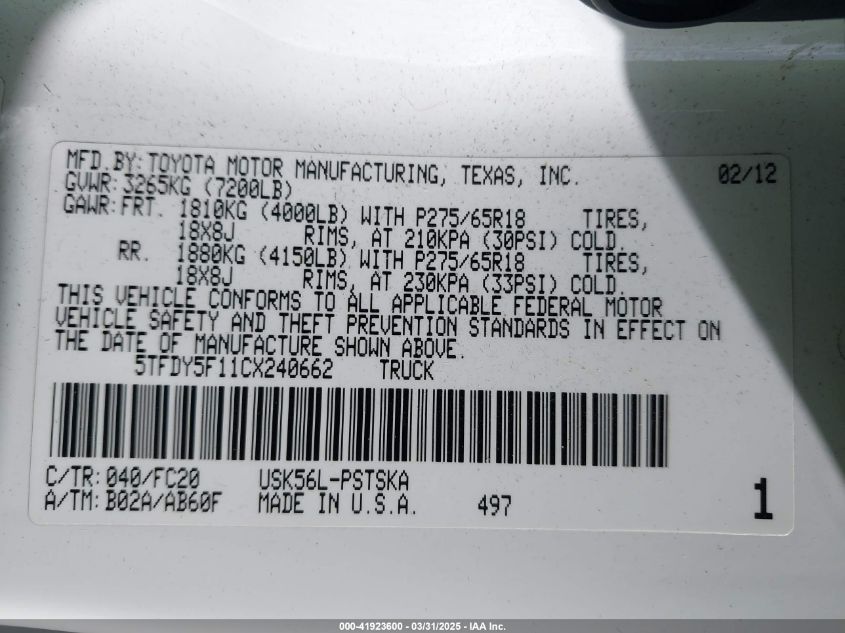 MFD.BY:TOYOTA MOTOR MANUFACTURING, TEXAS, INC. 02/12
GVWR:3265KG (7200LB)
GAWR:FRT. 1810KG (4000LB) WITH P275/65R18 TIRES,
18X8J RIMS, AT 210KPA (30PSI) COLD.
RR. 1880KG (4150LB) WITH P275/65R18 TIRES,
18X8J RIMS, AT 230KPA (33PSI) COLD.
THIS VEHICLE CONFORMS TO ALL APPLICABLE FEDERAL MOTOR
VEHICLE SAFETY AND THEFT PREVENTION STANDARDS IN EFFECT ON
THE DATE OF MANUFACTURE SHOWN ABOVE.
5TFDY5F11CX240662 TRUCK
C/TR:040/FC20 USK56L-PSTSKA
A/TM:B02A/AB60F MADE IN U.S.A. 497 1
000-41923600 - 03/31/2025 - IAA Inc.